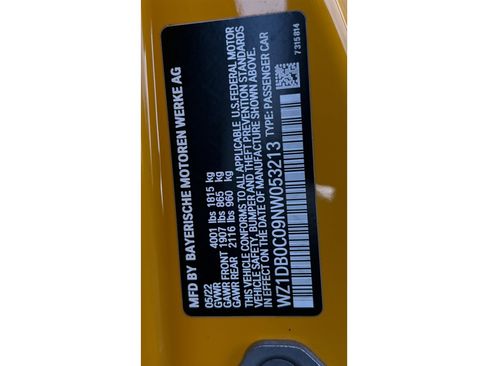 MFD BY BAYERISCHE MOTOREN WERKE AG
05/22
GVWR 4001 lbs 1815 kg
GAWR FRONT 1907 lbs 865 kg
GAWR REAR 2116 lbs 960 kg
THIS VEHICLE CONFORMS TO ALL APPLICABLE U.S. FEDERAL MOTOR
VEHICLE SAFETY, BUMPER AND THEFT PREVENTION STANDARDS
IN EFFECT ON THE DATE OF MANUFACTURE SHOWN ABOVE.
WZ1DB0C09NW053213 TYPE: PASSENGER CAR
7 315 814